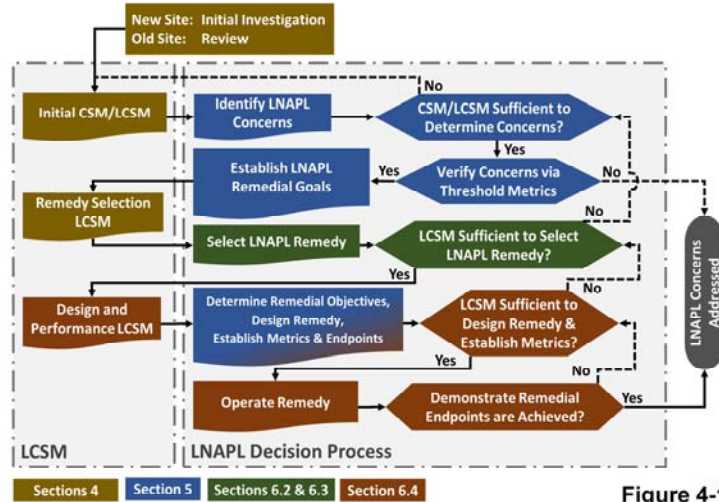 New Site: Initial Investigation
Old Site: Review
No
Initial CSM/LCSM
Identify LNAPL
Concerns
CSM/LCSM Sufficient to
Determine Concerns?
Yes
Establish LNAPL
Remedial Goals
Yes
Verify Concerns via
Threshold Metrics
No
Remedy Selection
LCSM
No
Select LNAPL Remedy
LCSM Sufficient to Select
LNAPL Remedy?
Yes
LNAPL Concerns
Addressed
No
Design and
Performance LCSM
Determine Remedial Objectives,
Design Remedy,
Establish Metrics & Endpoints
LCSM Sufficient to
Design Remedy &
Establish Metrics?
Yes
No
Operate Remedy
Demonstrate Remedial
Endpoints are Achieved?
Yes
LCSM
LNAPL Decision Process
Sections 4
Section 5
Sections 6.2 & 6.3
Section 6.4
Figure 4-